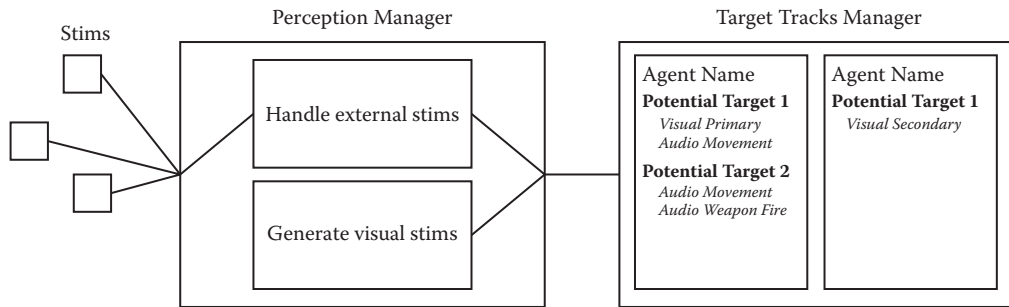 Perception Manager
Target Tracks Manager
Stims
Handle external stims
Generate visual stims
Agent Name
Potential Target 1
Visual Primary
Audio Movement
Potential Target 2
Audio Movement
Audio Weapon Fire
Agent Name
Potential Target 1
Visual Secondary